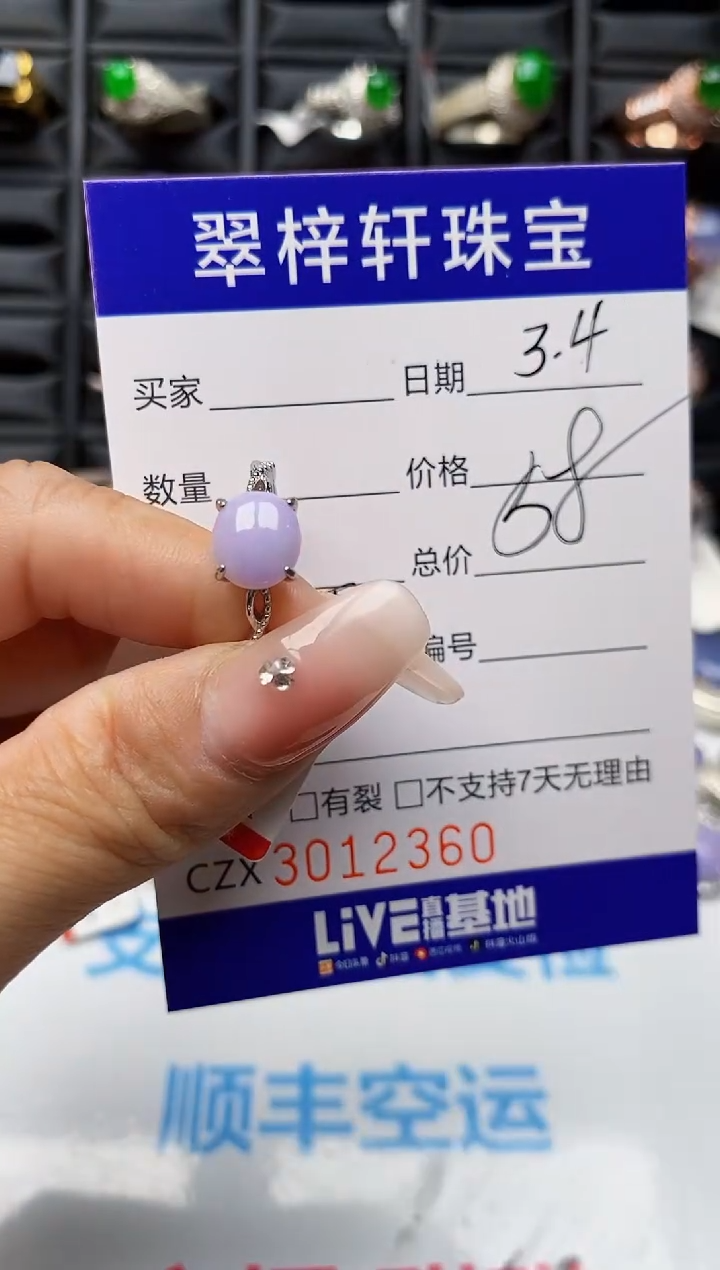 翠梓轩珠宝
买家 日期 3.4
数量 价格 58
总价
编号
□有裂 □不支持7天无理由
CZX 3012360
LiVE直播基地
顺丰空运